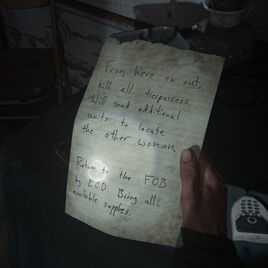 From here on out,
kill all trespassers.
Will send additional
units to locate
the other woman.
Return to the FOB
by EOD. Bring all
available supplies.